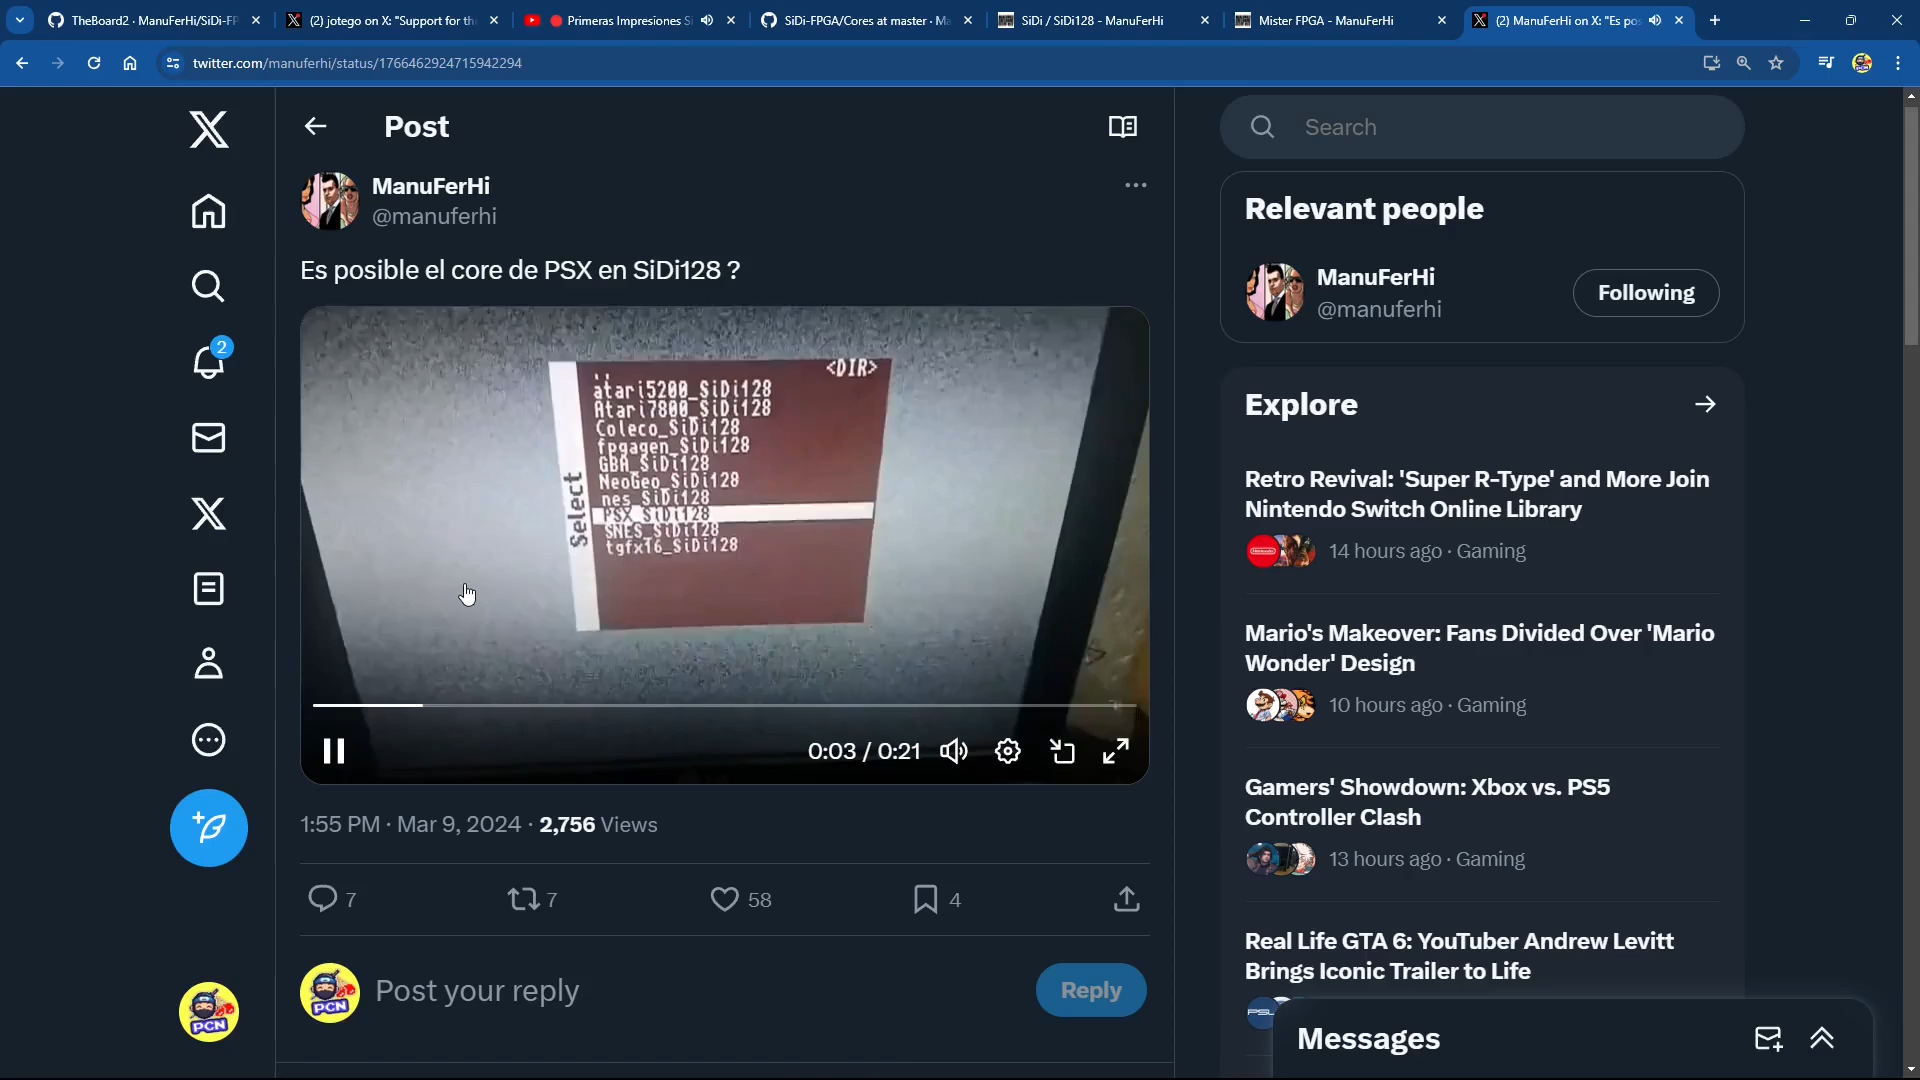 TheBoard2 · ManuFerHi/SiDi-FP
(2) jotego on X: "Support for the
Primeras Impresiones Si
SiDi-FPGA/Cores at master · Ma
SiDi / SiDi128 - ManuFerHi
Mister FPGA - ManuFerHi
(2) ManuFerHi on X: "Es pos
twitter.com/manuferhi/status/1766462924715942294
Post
Search
ManuFerHi
@manuferhi
Es posible el core de PSX en SiDi128 ?
Relevant people
ManuFerHi
@manuferhi
Following
2
Select
..
<DIR>
atari5200_SiDi128
Atari7800_SiDi128
Coleco_SiDi128
fpgagen_SiDi128
GBA_SiDi128
NeoGeo_SiDi128
nes_SiDi128
PSX_SiDi128
SNES_SiDi128
tgfx16_SiDi128
0:03 / 0:21
1:55 PM · Mar 9, 2024 · 2,756 Views
7
7
58
4
PCN
Post your reply
Reply
PCN
Explore
Retro Revival: 'Super R-Type' and More Join
Nintendo Switch Online Library
14 hours ago · Gaming
Mario's Makeover: Fans Divided Over 'Mario
Wonder' Design
10 hours ago · Gaming
Gamers' Showdown: Xbox vs. PS5
Controller Clash
13 hours ago · Gaming
Real Life GTA 6: YouTuber Andrew Levitt
Brings Iconic Trailer to Life
Messages